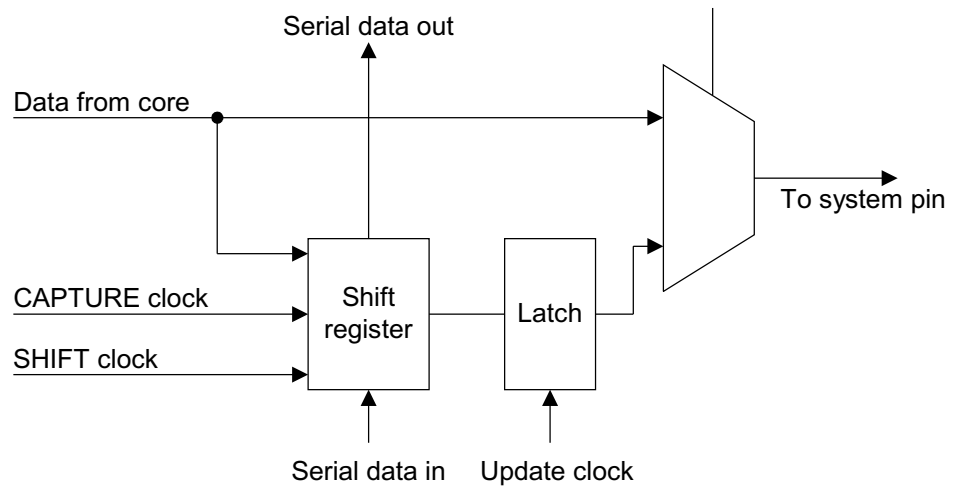 Serial data out
Data from core
To system pin
CAPTURE clock
Shift
register
Latch
SHIFT clock
Serial data in
Update clock